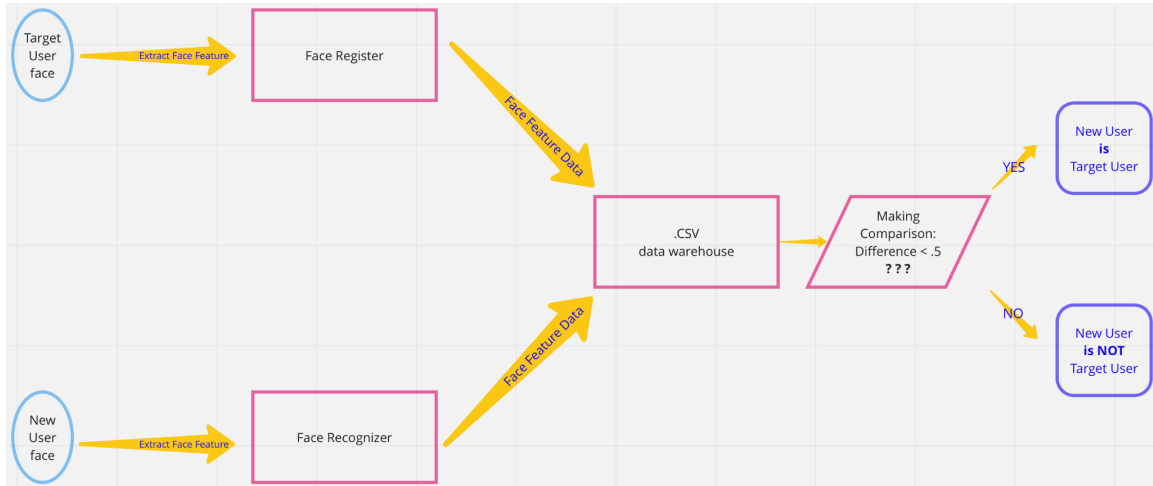 Target
User
face
Extract Face Feature
Face Register
Face Feature Data
New User
is
Target User
YES
.CSV
data warehouse
Making
Comparison:
Difference < .5
? ? ?
NO
New User
is NOT
Target User
Face Feature Data
New
User
face
Extract Face Feature
Face Recognizer